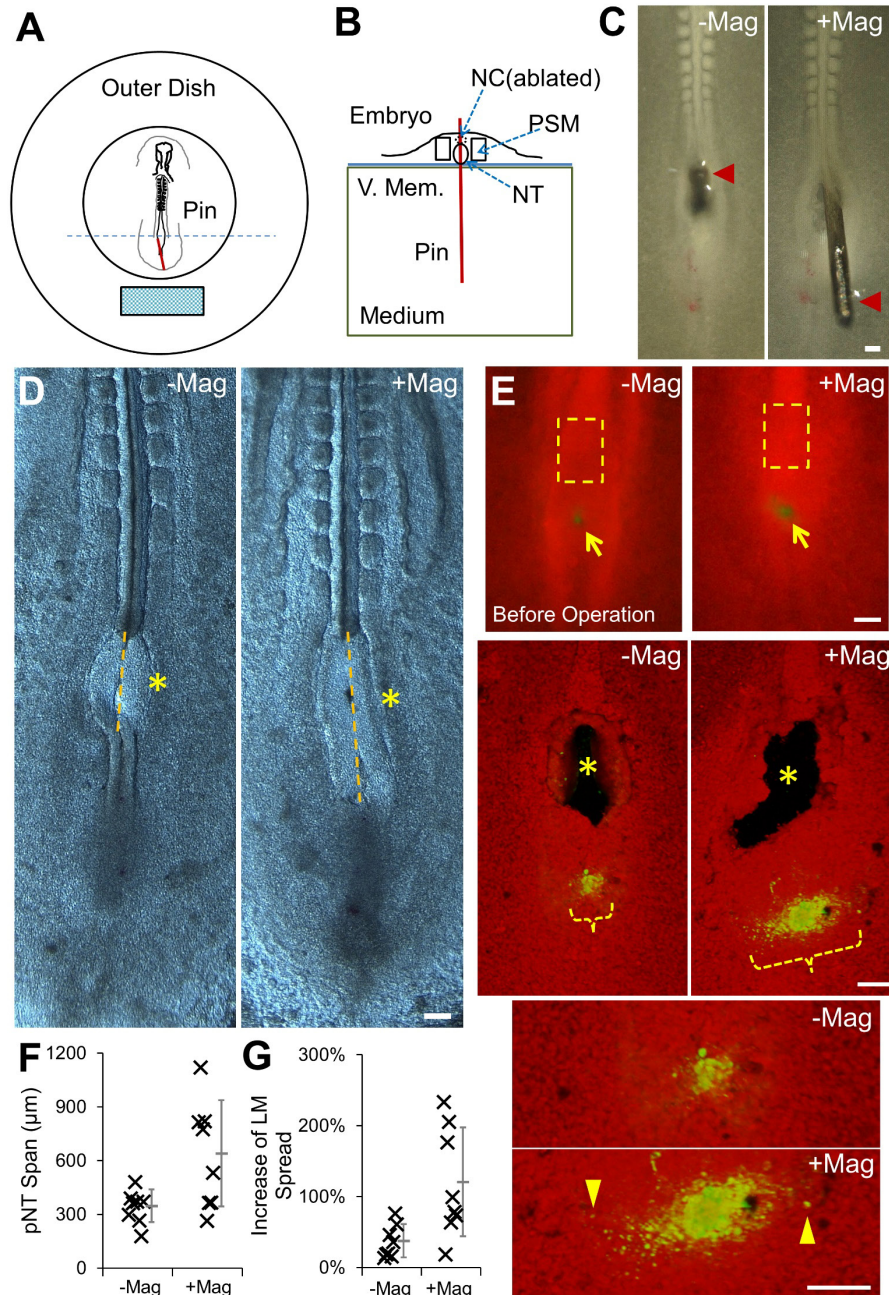 A
Outer Dish
Pin
B
NC(ablated)
Embryo
PSM
V. Mem.
NT
Pin
Medium
C
-Mag
+Mag
D
-Mag
+Mag
E
-Mag
+Mag
Before Operation
-Mag
+Mag
*
*
*
*
-Mag
+Mag
F
pNT Span (μm)
1200
900
600
300
0
-Mag
+Mag
G
Increase of LM
Spread
300%
200%
100%
0%
-Mag
+Mag